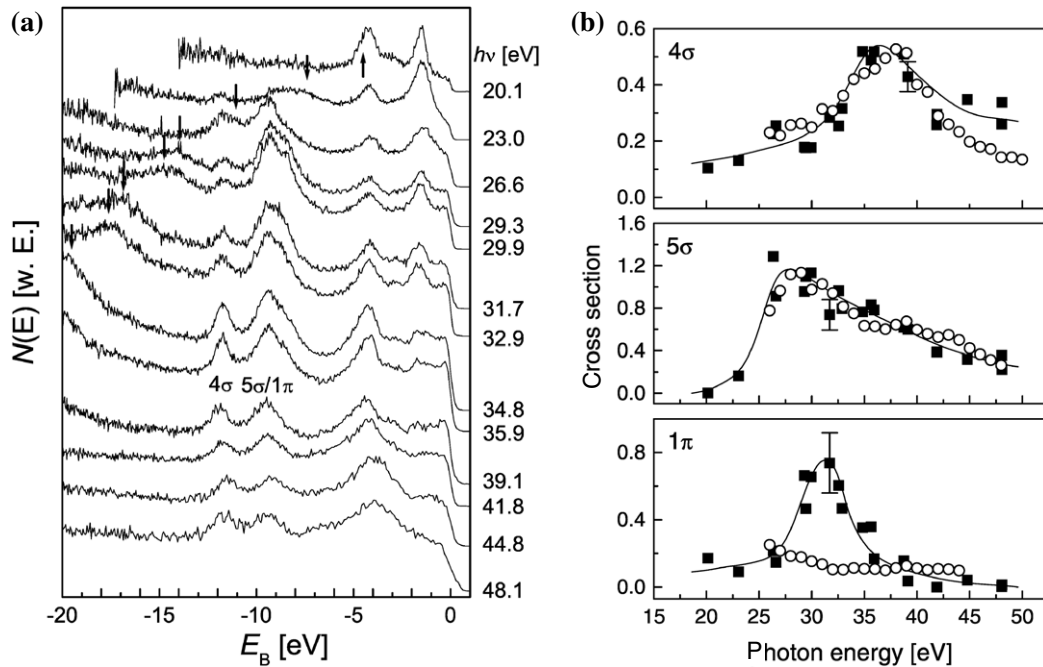 (a)
hν [eV]
20.1
23.0
26.6
29.3
29.9
31.7
32.9
34.8
35.9
39.1
41.8
44.8
48.1
4σ 5σ/1π
N(E) [w. E.]
-20 -15 -10 -5 0
E_B [eV]
(b)
4σ
0.6
0.4
0.2
0.0
5σ
1.6
1.2
0.8
0.4
0.0
1π
0.8
0.4
0.0
Cross section
15 20 25 30 35 40 45 50
Photon energy [eV]